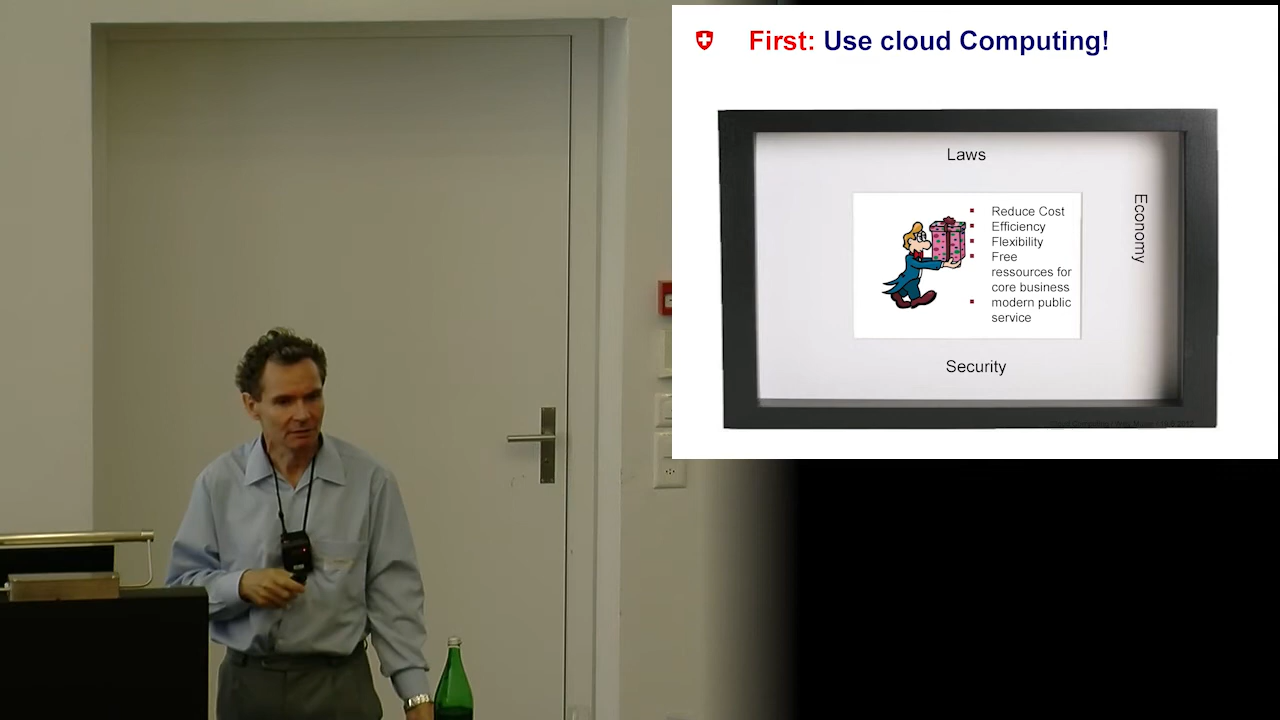 First: Use cloud Computing!
Laws
Economy
Reduce Cost
Efficiency
Flexibility
Free
ressources for
core business
modern public
service
Security